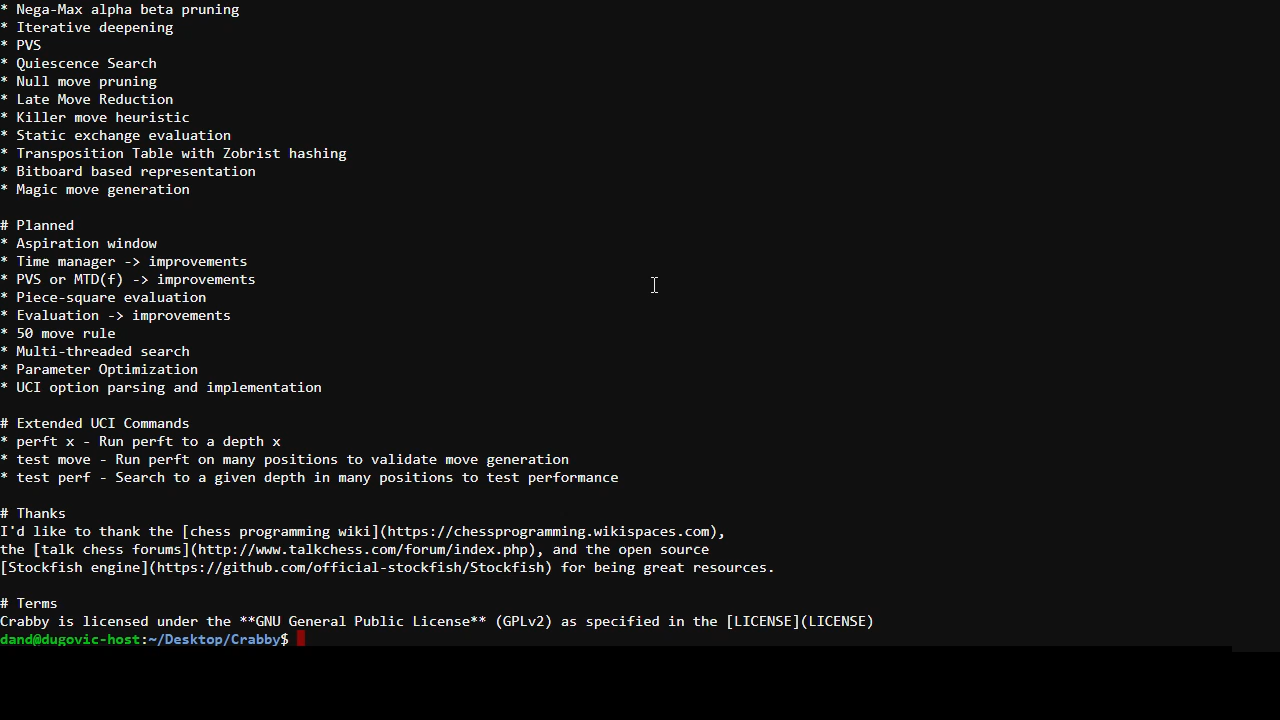 * Nega-Max alpha beta pruning
* Iterative deepening
* PVS
* Quiescence Search
* Null move pruning
* Late Move Reduction
* Killer move heuristic
* Static exchange evaluation
* Transposition Table with Zobrist hashing
* Bitboard based representation
* Magic move generation

# Planned
* Aspiration window
* Time manager -> improvements
* PVS or MTD(f) -> improvements
* Piece-square evaluation
* Evaluation -> improvements
* 50 move rule
* Multi-threaded search
* Parameter Optimization
* UCI option parsing and implementation

# Extended UCI Commands
* perft x - Run perft to a depth x
* test move - Run perft on many positions to validate move generation
* test perf - Search to a given depth in many positions to test performance

# Thanks
I'd like to thank the [chess programming wiki](https://chessprogramming.wikispaces.com),
the [talk chess forums](http://www.talkchess.com/forum/index.php), and the open source
[Stockfish engine](https://github.com/official-stockfish/Stockfish) for being great resources.

# Terms
Crabby is licensed under the **GNU General Public License** (GPLv2) as specified in the [LICENSE](LICENSE)
dand@dugovic-host:~/Desktop/Crabby$